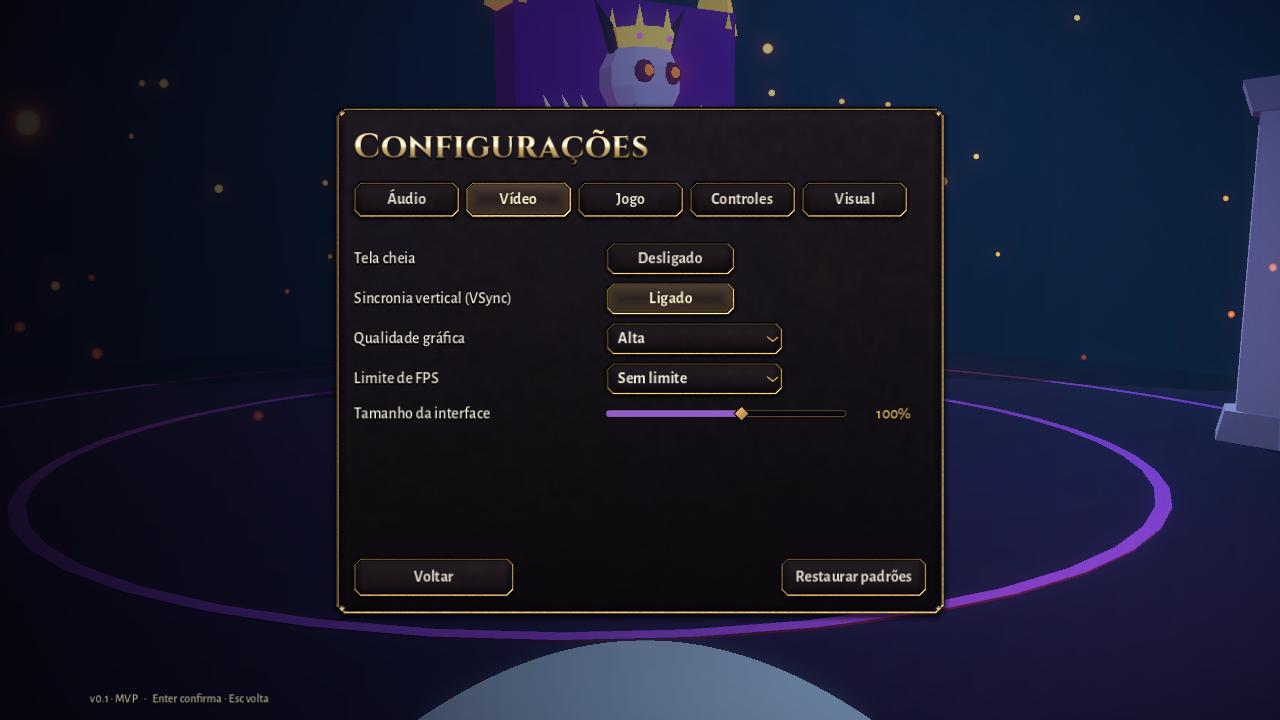 Configurações
Áudio Vídeo Jogo Controles Visual
Tela cheia Desligado
Sincronia vertical (VSync) Ligado
Qualidade gráfica Alta
Limite de FPS Sem limite
Tamanho da interface 100%
Voltar Restaurar padrões
v0.1 · MVP · Enter confirma · Esc volta